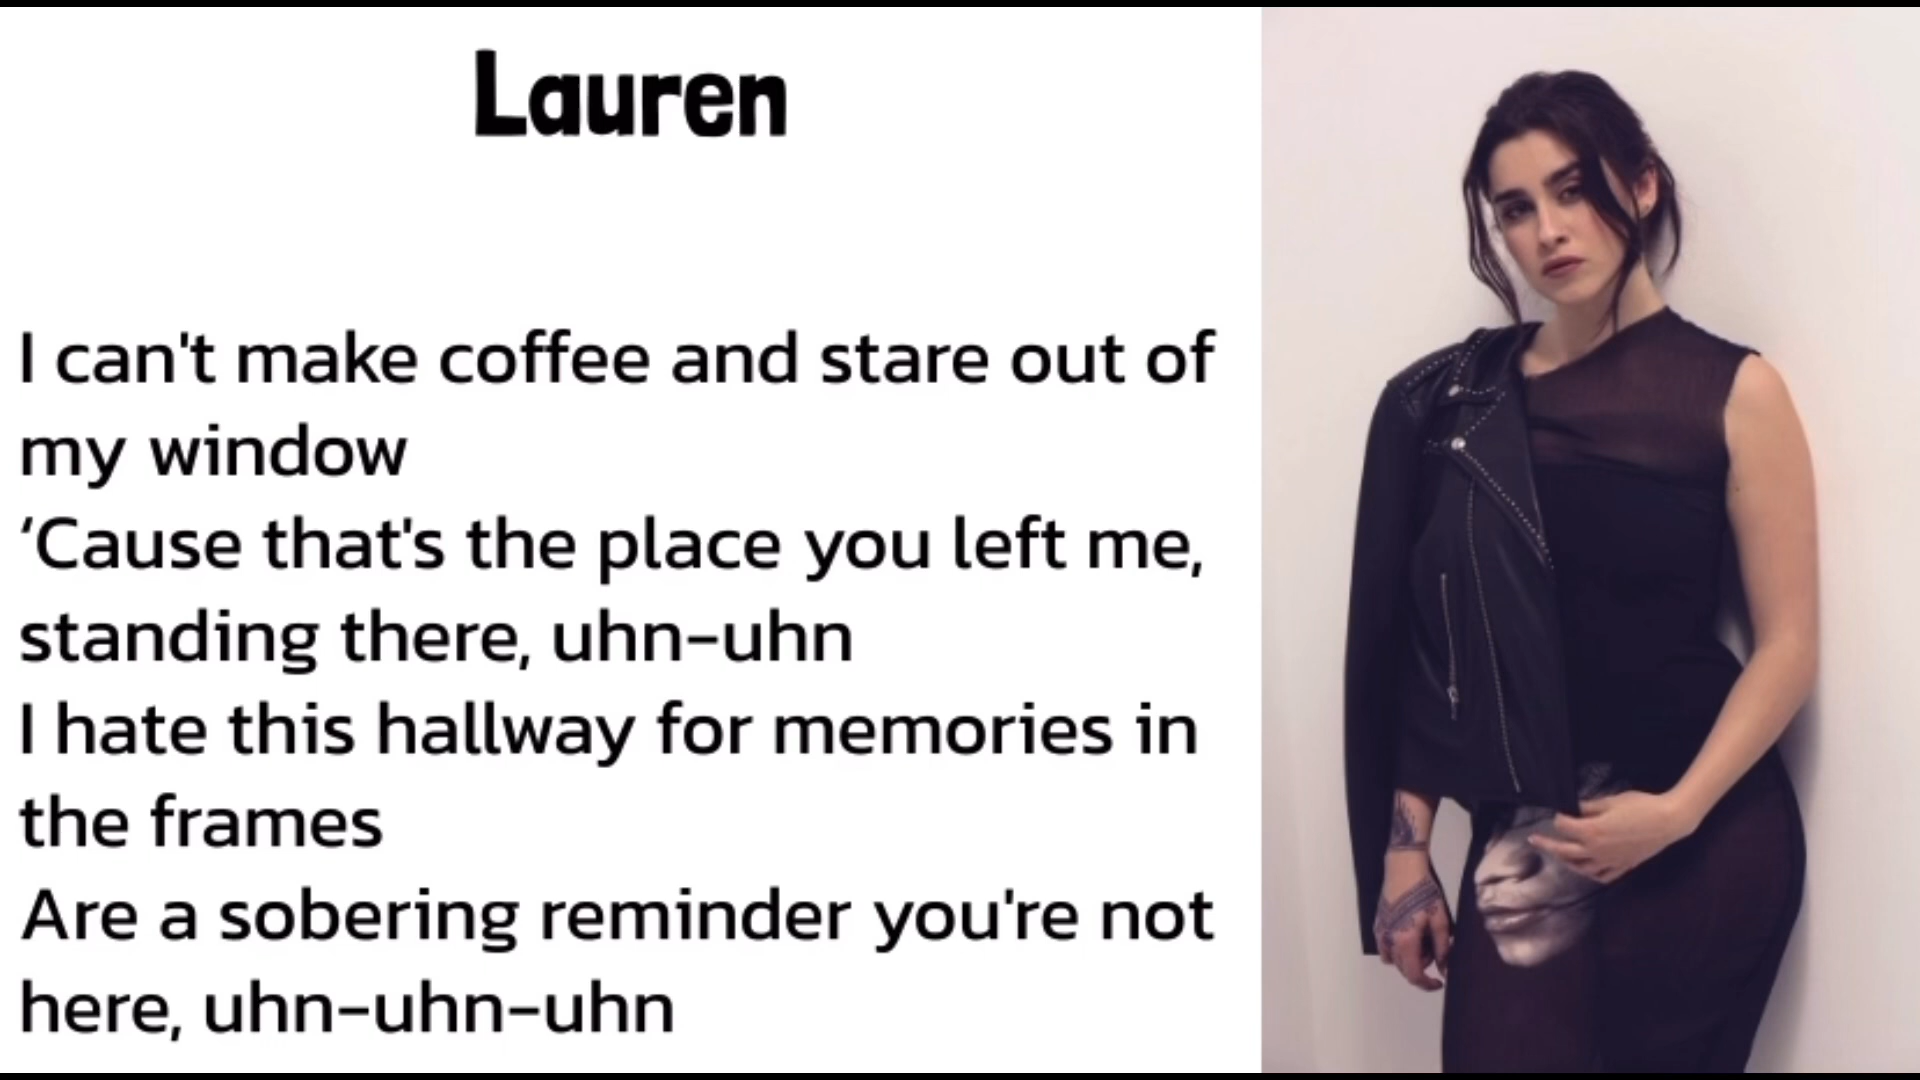 Lauren
I can't make coffee and stare out of
my window
‘Cause that's the place you left me,
standing there, uhn-uhn
I hate this hallway for memories in
the frames
Are a sobering reminder you're not
here, uhn-uhn-uhn